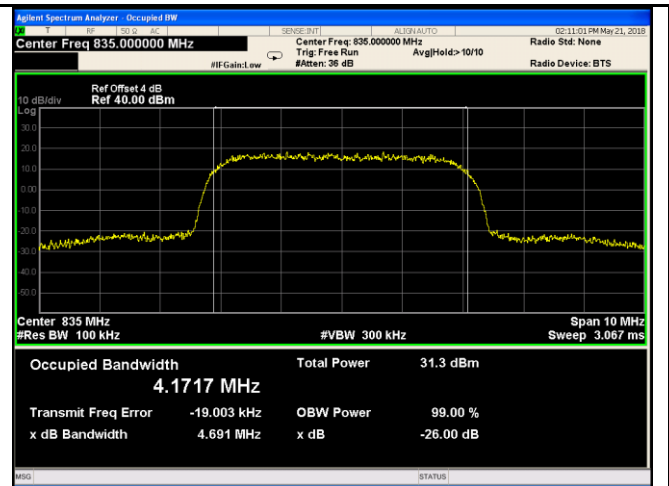 Agilent Spectrum Analyzer - Occupied BW
T RF 50 Ω AC SENSE:INT ALIGN AUTO 02:11:01 PM May 21, 2018
Center Freq 835.000000 MHz Center Freq: 835.000000 MHz Radio Std: None
Trig: Free Run Avg|Hold:> 10/10
#IFGain:Low #Atten: 36 dB Radio Device: BTS
Ref Offset 4 dB
10 dB/div Ref 40.00 dBm
Log
30.0
20.0
10.0
0.00
-10.0
-20.0
-30.0
-40.0
-50.0
Center 835 MHz Span 10 MHz
#Res BW 100 kHz #VBW 300 kHz Sweep 3.067 ms
Occupied Bandwidth Total Power 31.3 dBm
4.1717 MHz
Transmit Freq Error -19.003 kHz OBW Power 99.00 %
x dB Bandwidth 4.691 MHz x dB -26.00 dB
MSG STATUS